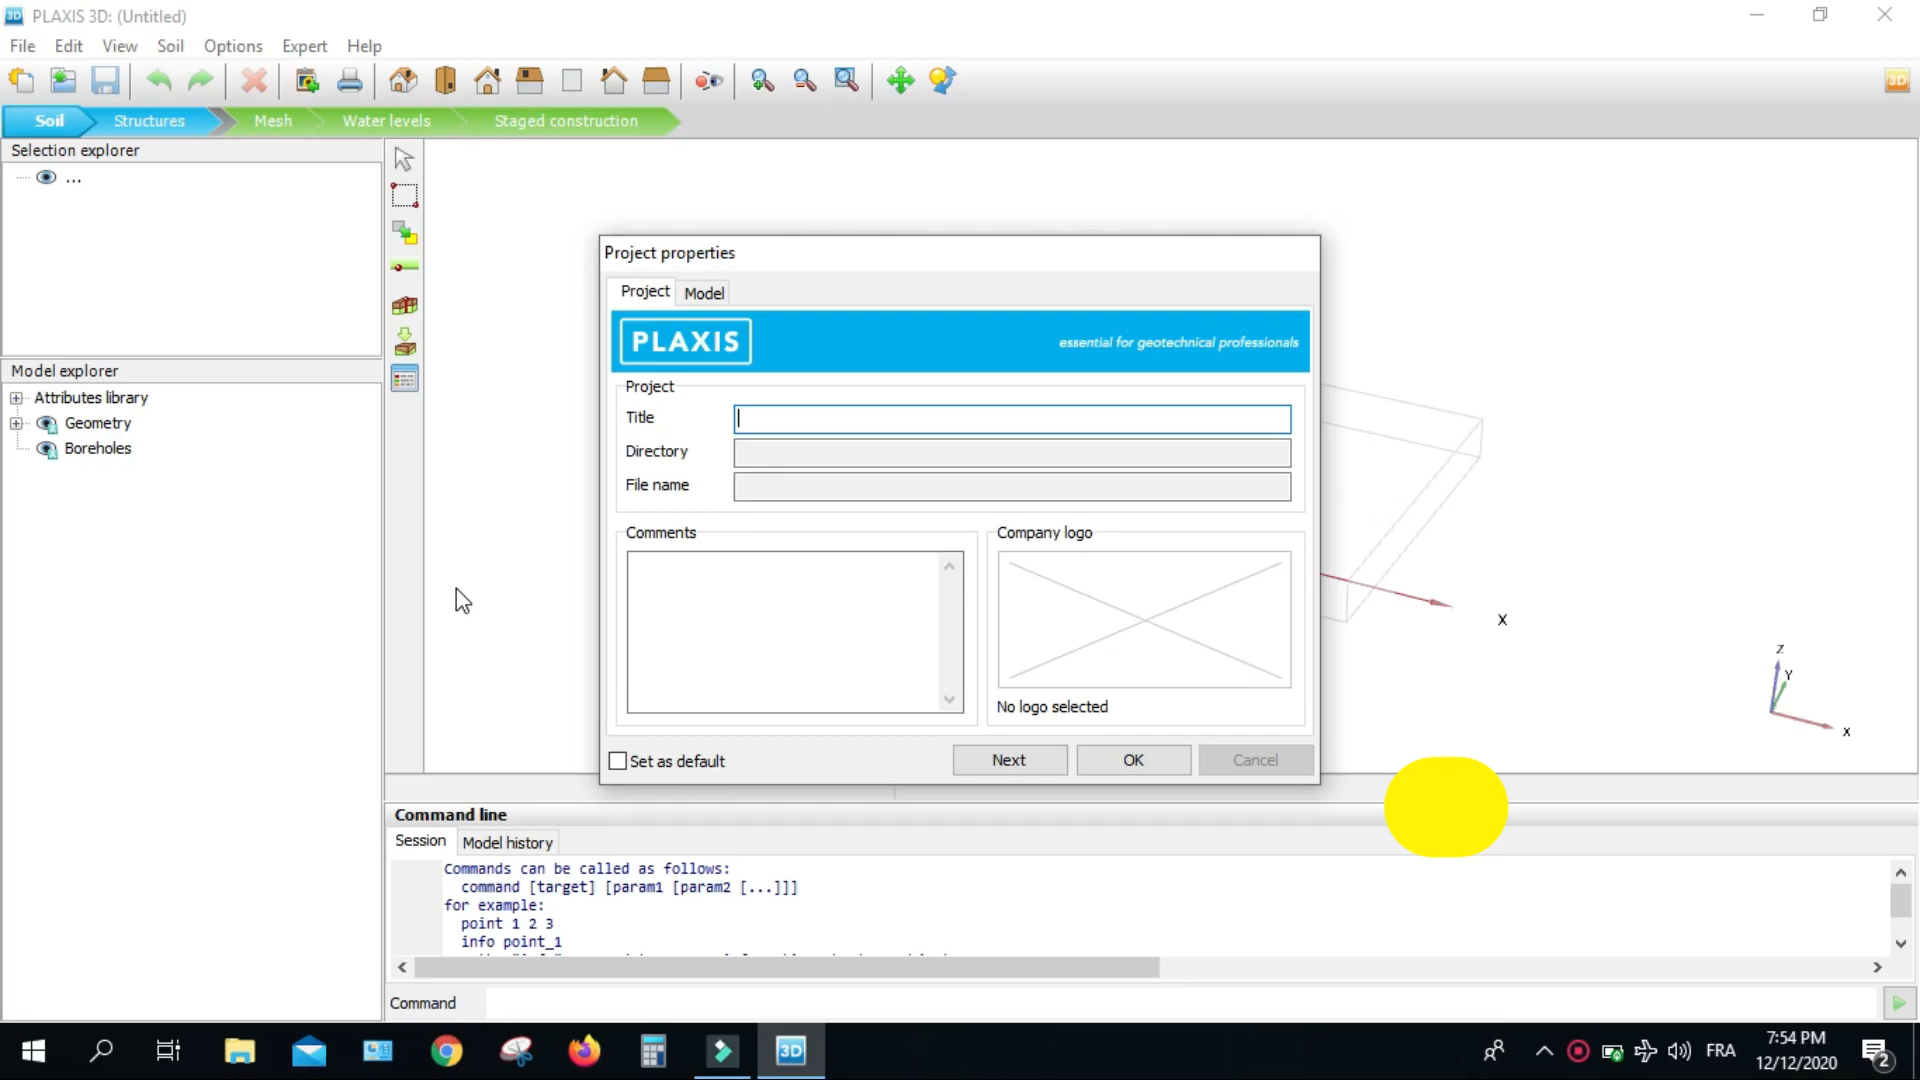 PLAXIS 3D: (Untitled)
File Edit View Soil Options Expert Help
3D
Soil Structures Mesh Water levels Staged construction
Selection explorer
...
Model explorer
Attributes library
Geometry
Boreholes
Project properties
Project Model
PLAXIS essential for geotechnical professionals
Project
Title
Directory
File name
Comments
Company logo
No logo selected
Set as default
Next
OK
Cancel
X
Z
Y
X
Command line
Session Model history
Commands can be called as follows:
command [target] [param1 [param2 [...]]]
for example:
point 1 2 3
info point_1
Command
3D
FRA
7:54 PM
12/12/2020
2